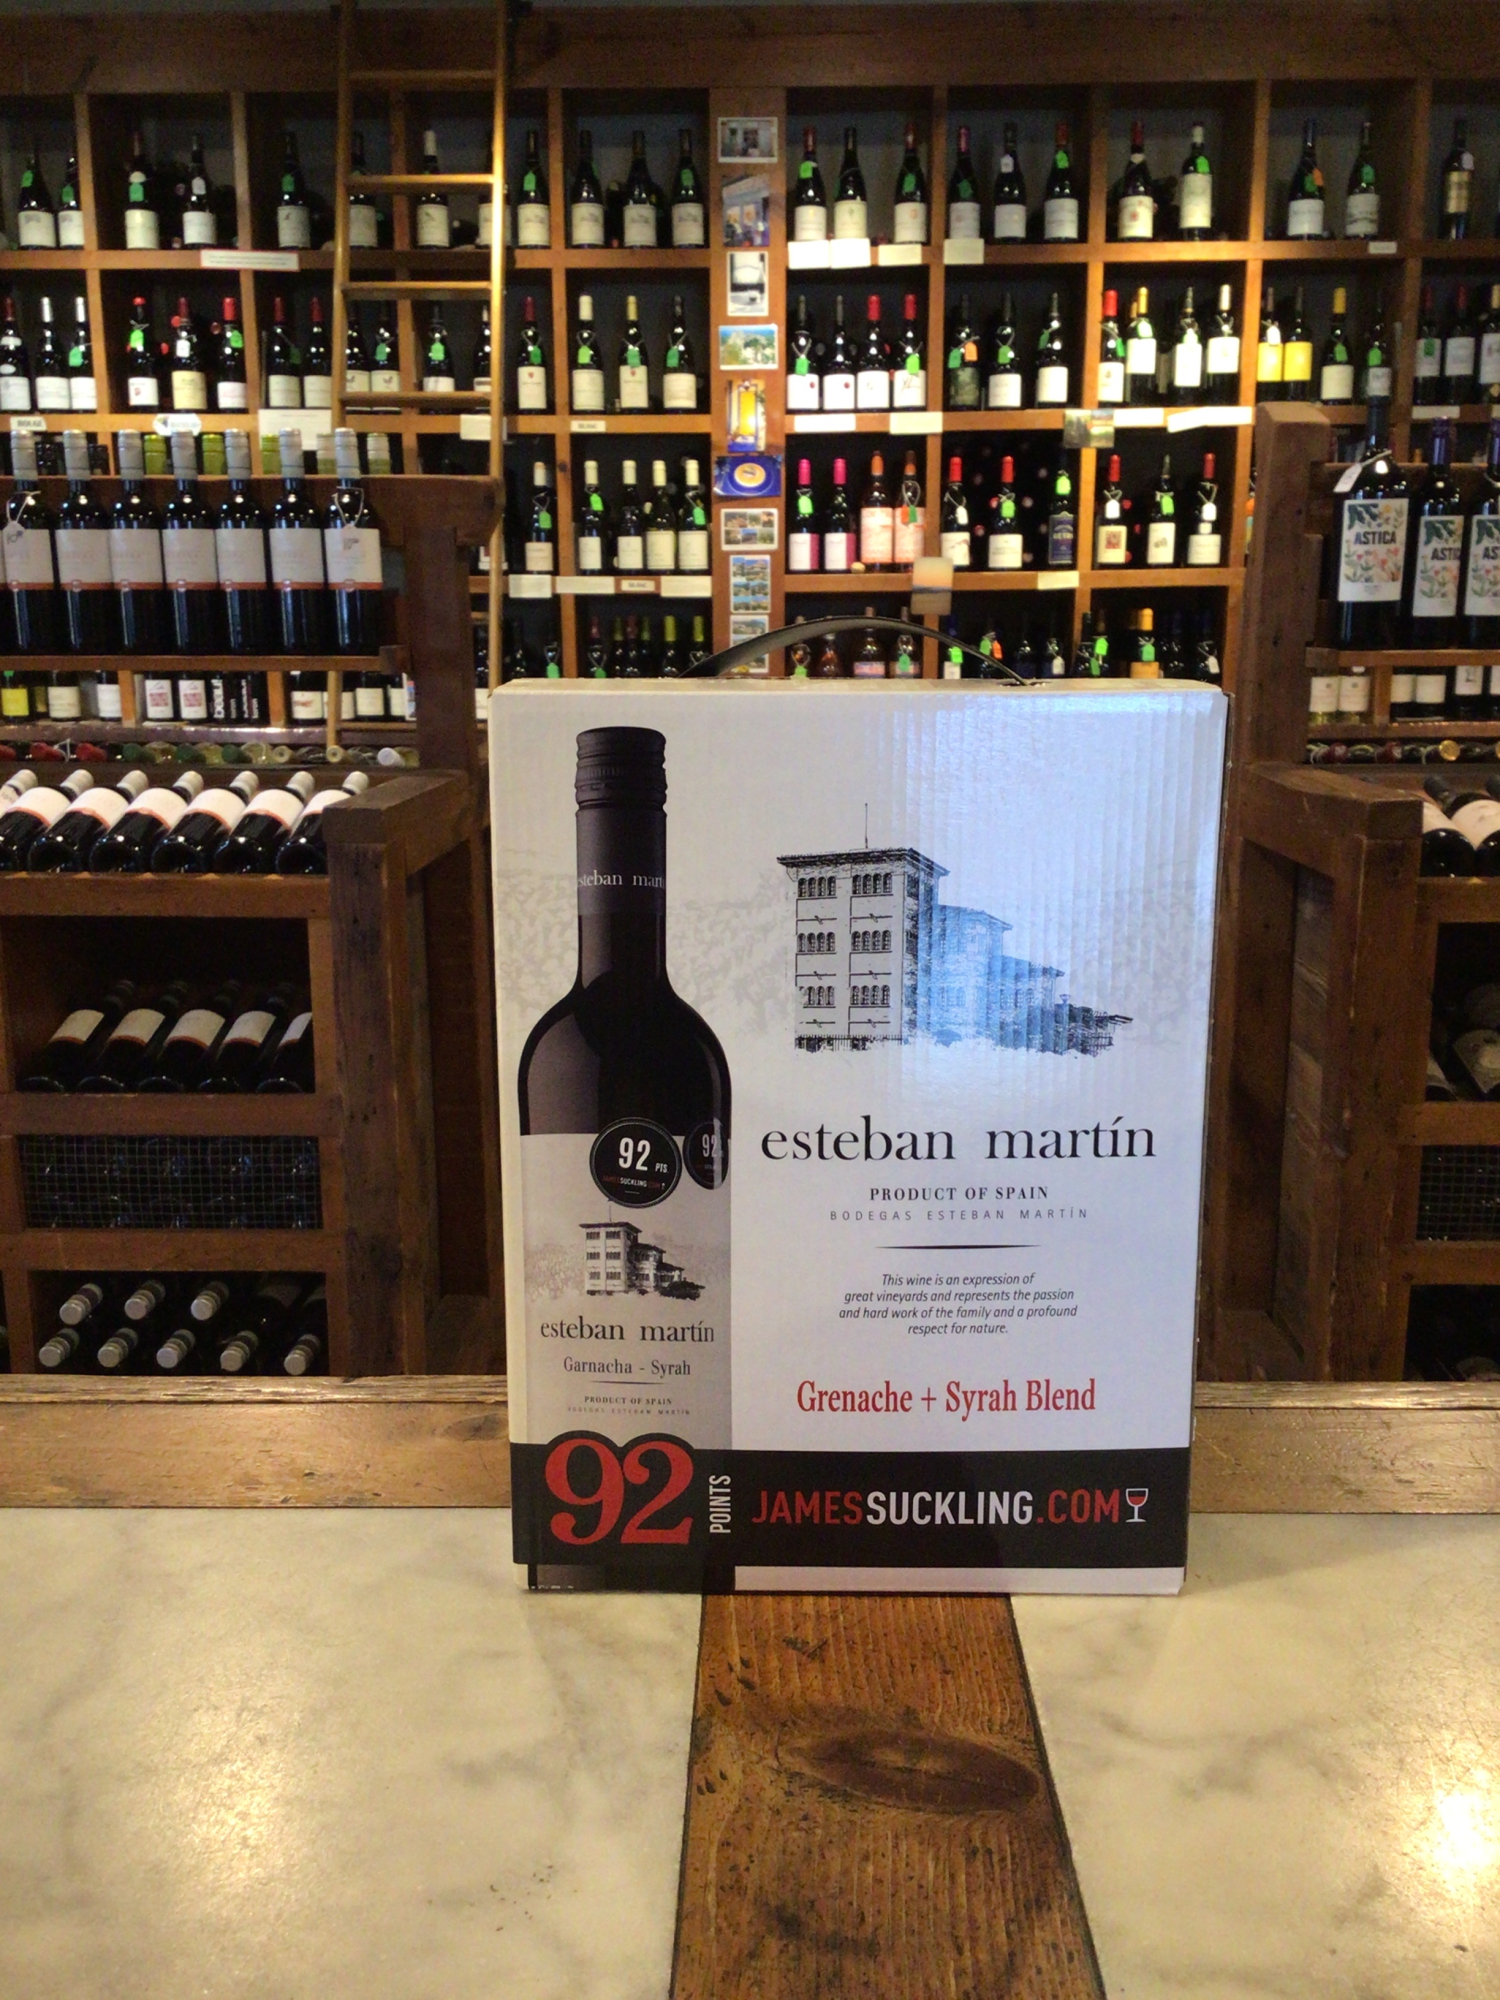 ASTICA
esteban martín
PRODUCT OF SPAIN
BODEGAS ESTEBAN MARTÍN
This wine is an expression of
great vineyards and represents the passion
and hard work of the family and a profound
respect for nature.
Grenache + Syrah Blend
92
PTS.
JAMESSUCKLING.COM
92
esteban martín
Garnacha - Syrah
PRODUCT OF SPAIN
BODEGAS ESTEBAN MARTÍN
92
POINTS
JAMESSUCKLING.COM